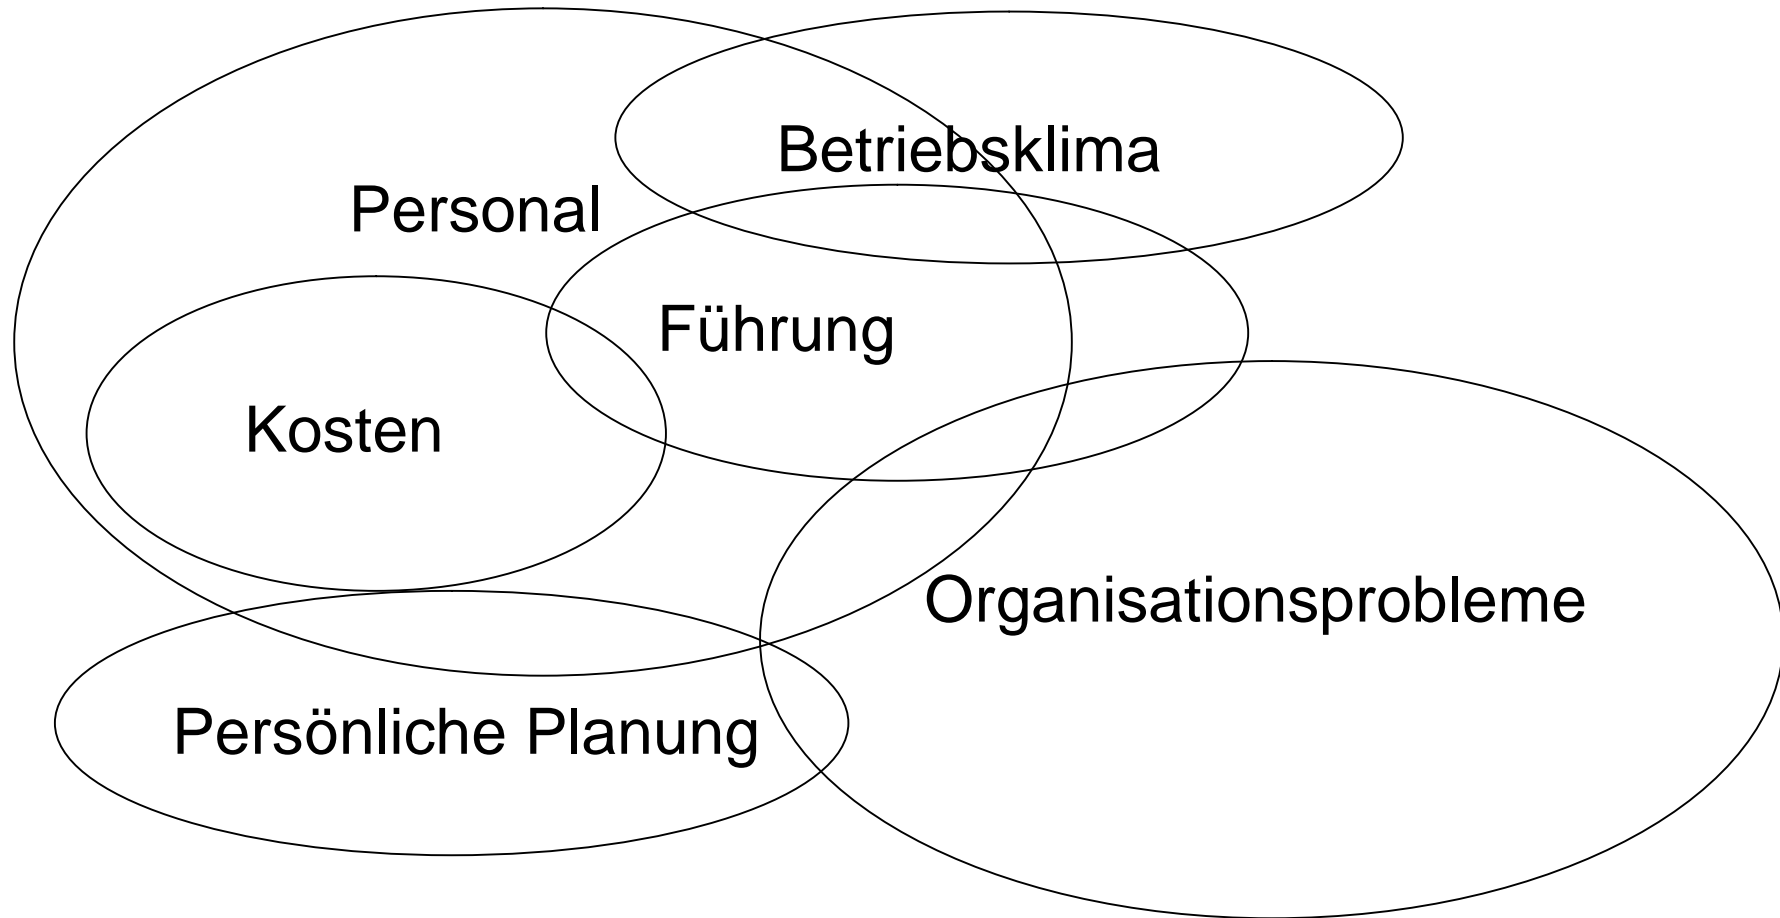 Betriebsklima
Personal
Führung
Kosten
Organisationsprobleme
Persönliche Planung